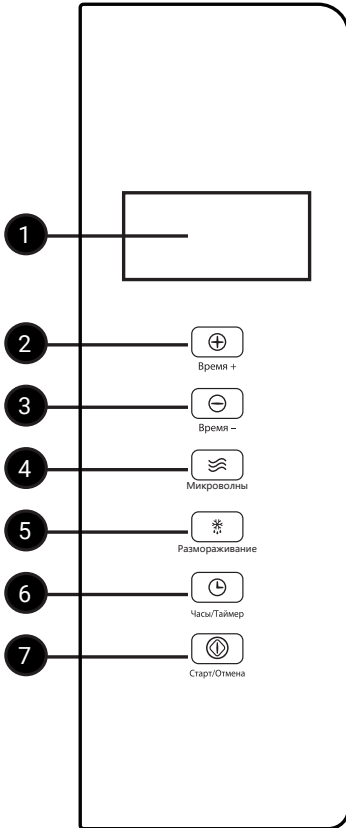 1
2
Время +
3
Время –
4
Микроволны
5
Размораживание
6
Часы/Таймер
7
Старт/Отмена